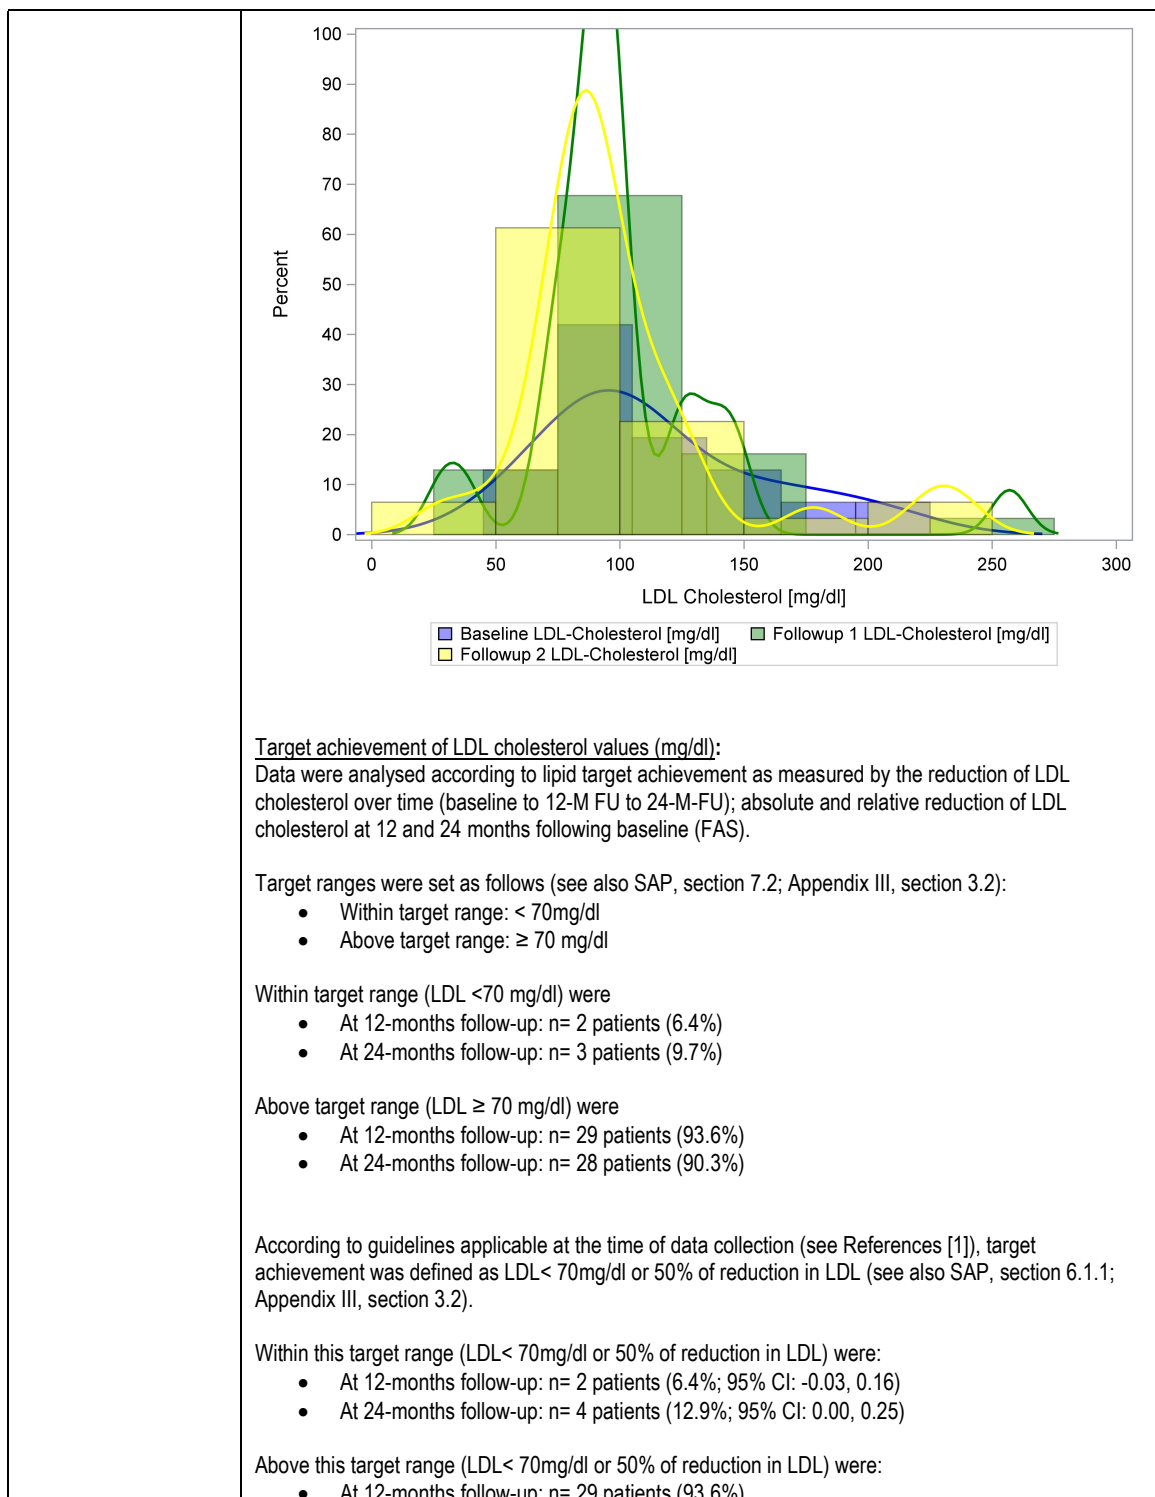 100
90
80
70
60
50
40
30
20
10
0
Percent
0 50 100 150 200 250 300
LDL Cholesterol [mg/dl]
Baseline LDL-Cholesterol [mg/dl] Followup 1 LDL-Cholesterol [mg/dl]
Followup 2 LDL-Cholesterol [mg/dl]
Target achievement of LDL cholesterol values (mg/dl):
Data were analysed according to lipid target achievement as measured by the reduction of LDL
cholesterol over time (baseline to 12-M FU to 24-M-FU); absolute and relative reduction of LDL
cholesterol at 12 and 24 months following baseline (FAS).
Target ranges were set as follows (see also SAP, section 7.2; Appendix III, section 3.2):
• Within target range: < 70mg/dl
• Above target range: ≥ 70 mg/dl
Within target range (LDL <70 mg/dl) were
• At 12-months follow-up: n= 2 patients (6.4%)
• At 24-months follow-up: n= 3 patients (9.7%)
Above target range (LDL ≥ 70 mg/dl) were
• At 12-months follow-up: n= 29 patients (93.6%)
• At 24-months follow-up: n= 28 patients (90.3%)
According to guidelines applicable at the time of data collection (see References [1]), target
achievement was defined as LDL< 70mg/dl or 50% of reduction in LDL (see also SAP, section 6.1.1;
Appendix III, section 3.2).
Within this target range (LDL< 70mg/dl or 50% of reduction in LDL) were:
• At 12-months follow-up: n= 2 patients (6.4%; 95% CI: -0.03, 0.16)
• At 24-months follow-up: n= 4 patients (12.9%; 95% CI: 0.00, 0.25)
Above this target range (LDL< 70mg/dl or 50% of reduction in LDL) were:
• At 12-months follow-up: n= 29 patients (93.6%)